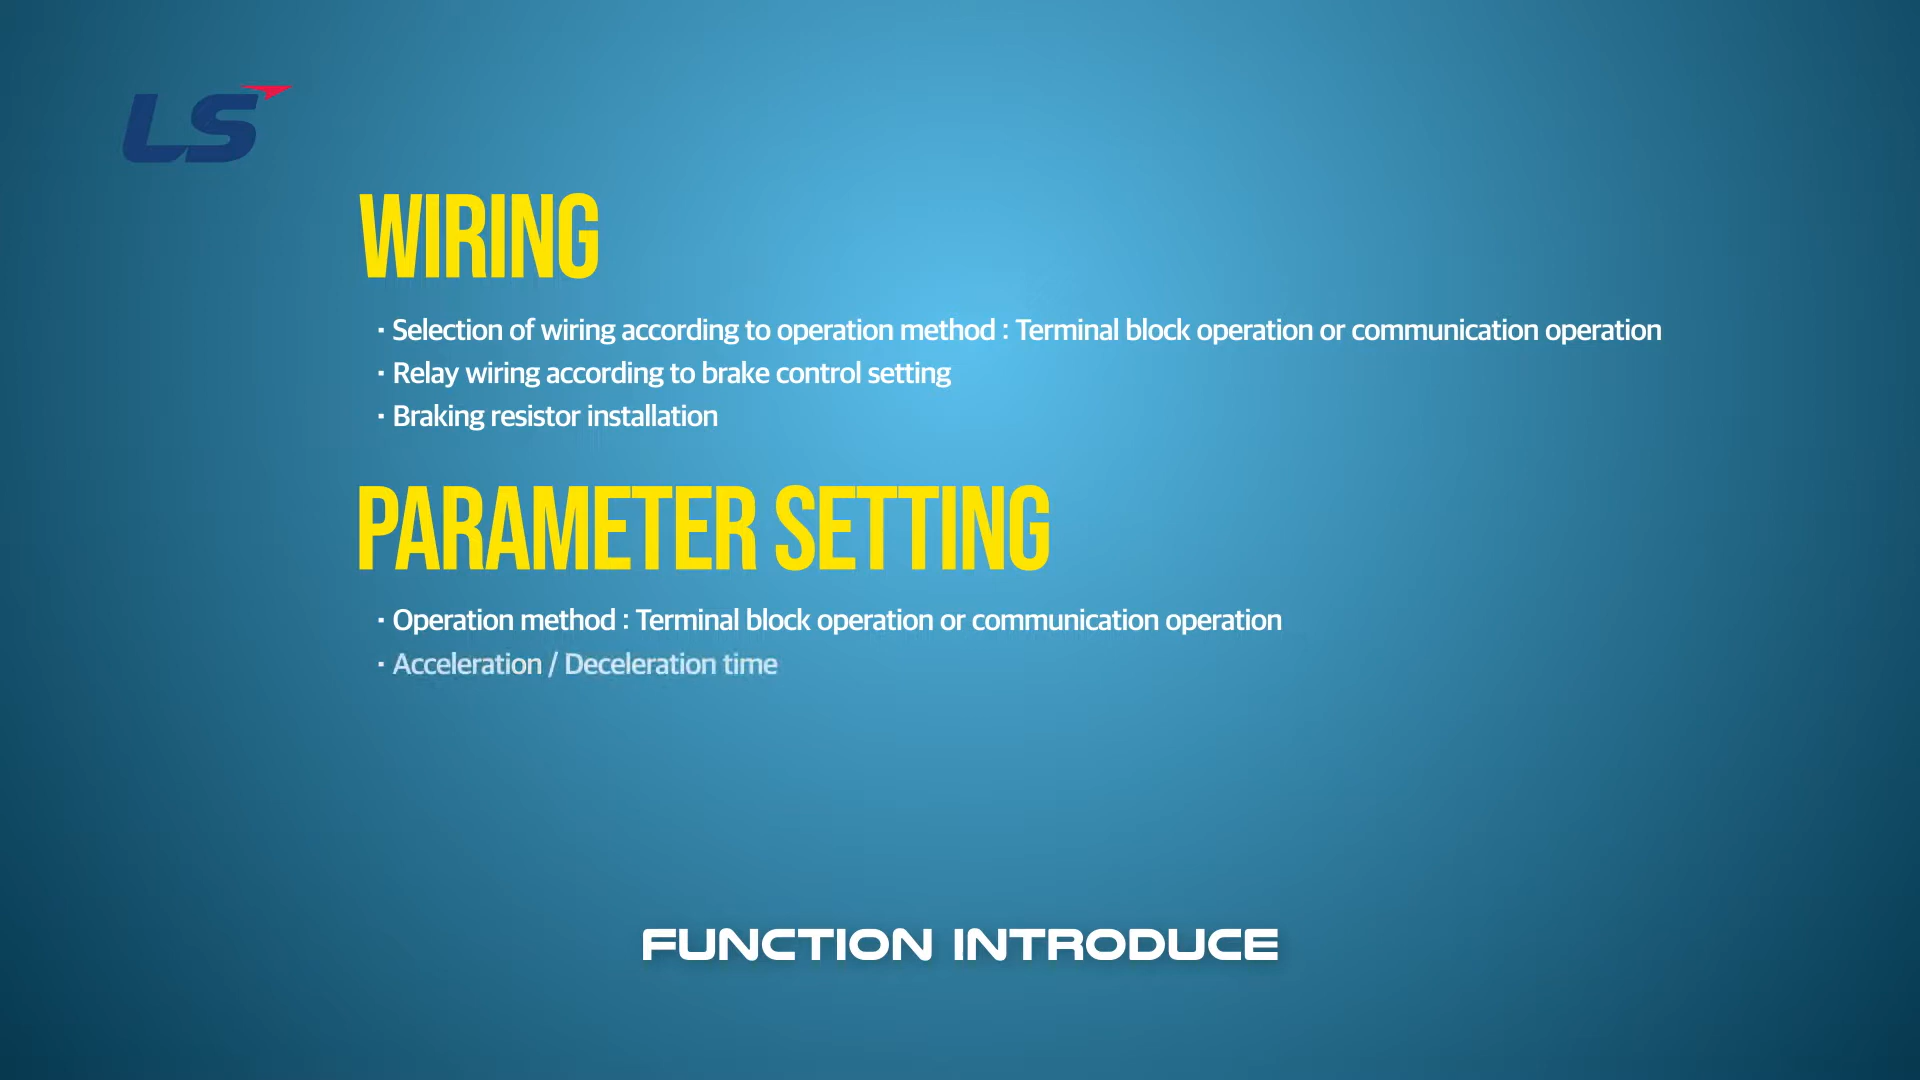 LS
WIRING
· Selection of wiring according to operation method : Terminal block operation or communication operation
· Relay wiring according to brake control setting
· Braking resistor installation
PARAMETER SETTING
· Operation method : Terminal block operation or communication operation
· Acceleration / Deceleration time
FUNCTION INTRODUCE